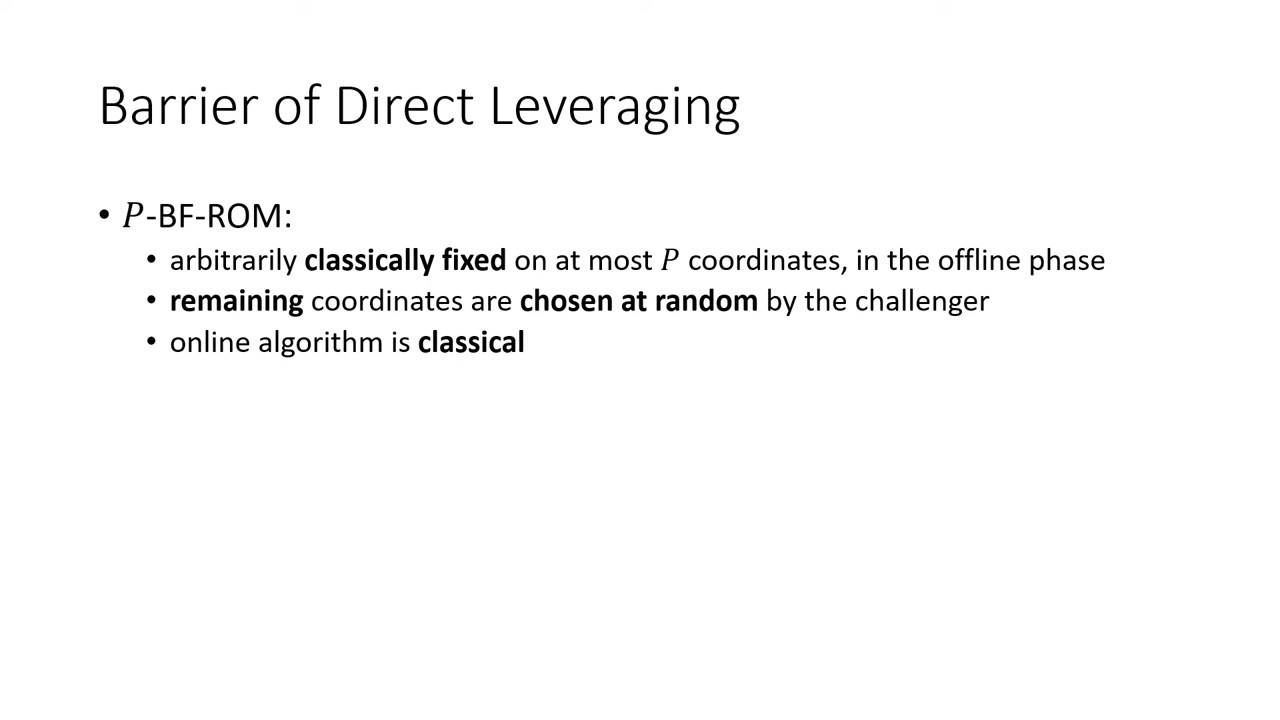 Barrier of Direct Leveraging
• P-BF-ROM:
• arbitrarily classically fixed on at most P coordinates, in the offline phase
• remaining coordinates are chosen at random by the challenger
• online algorithm is classical